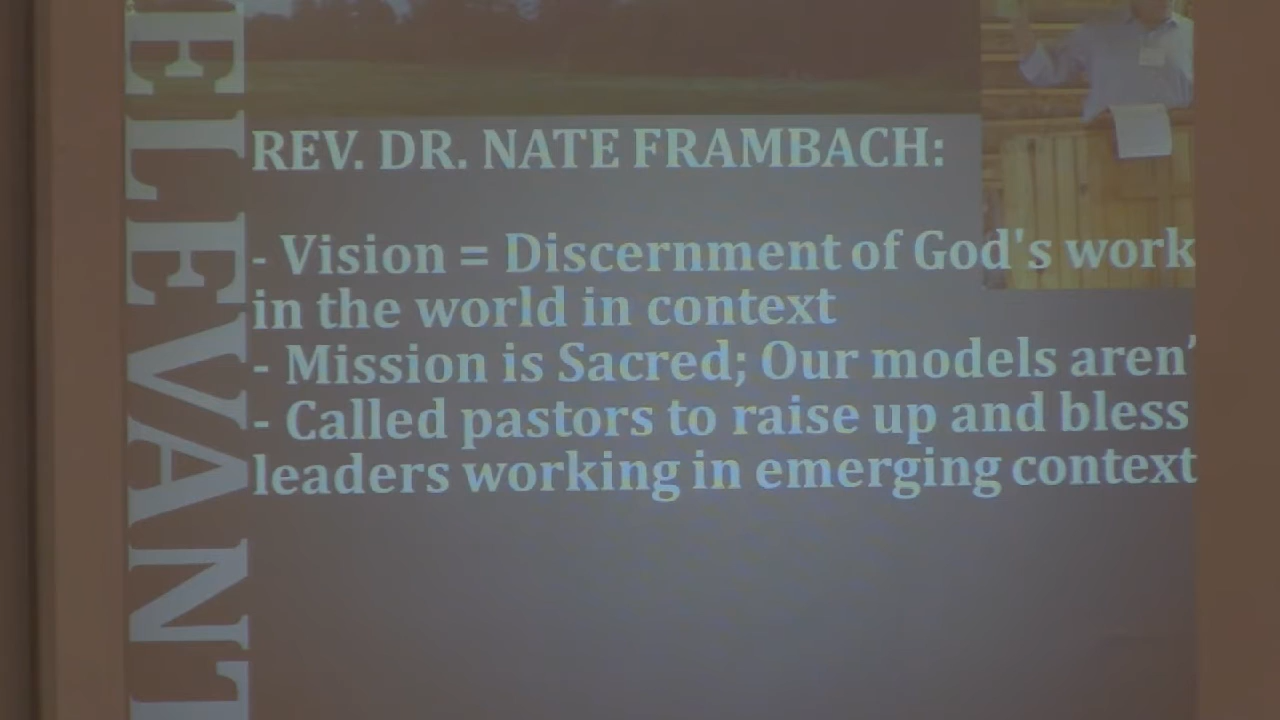 ELEVANT
REV. DR. NATE FRAMBACH:
- Vision = Discernment of God's work
in the world in context
- Mission is Sacred; Our models aren'
- Called pastors to raise up and bless
leaders working in emerging context